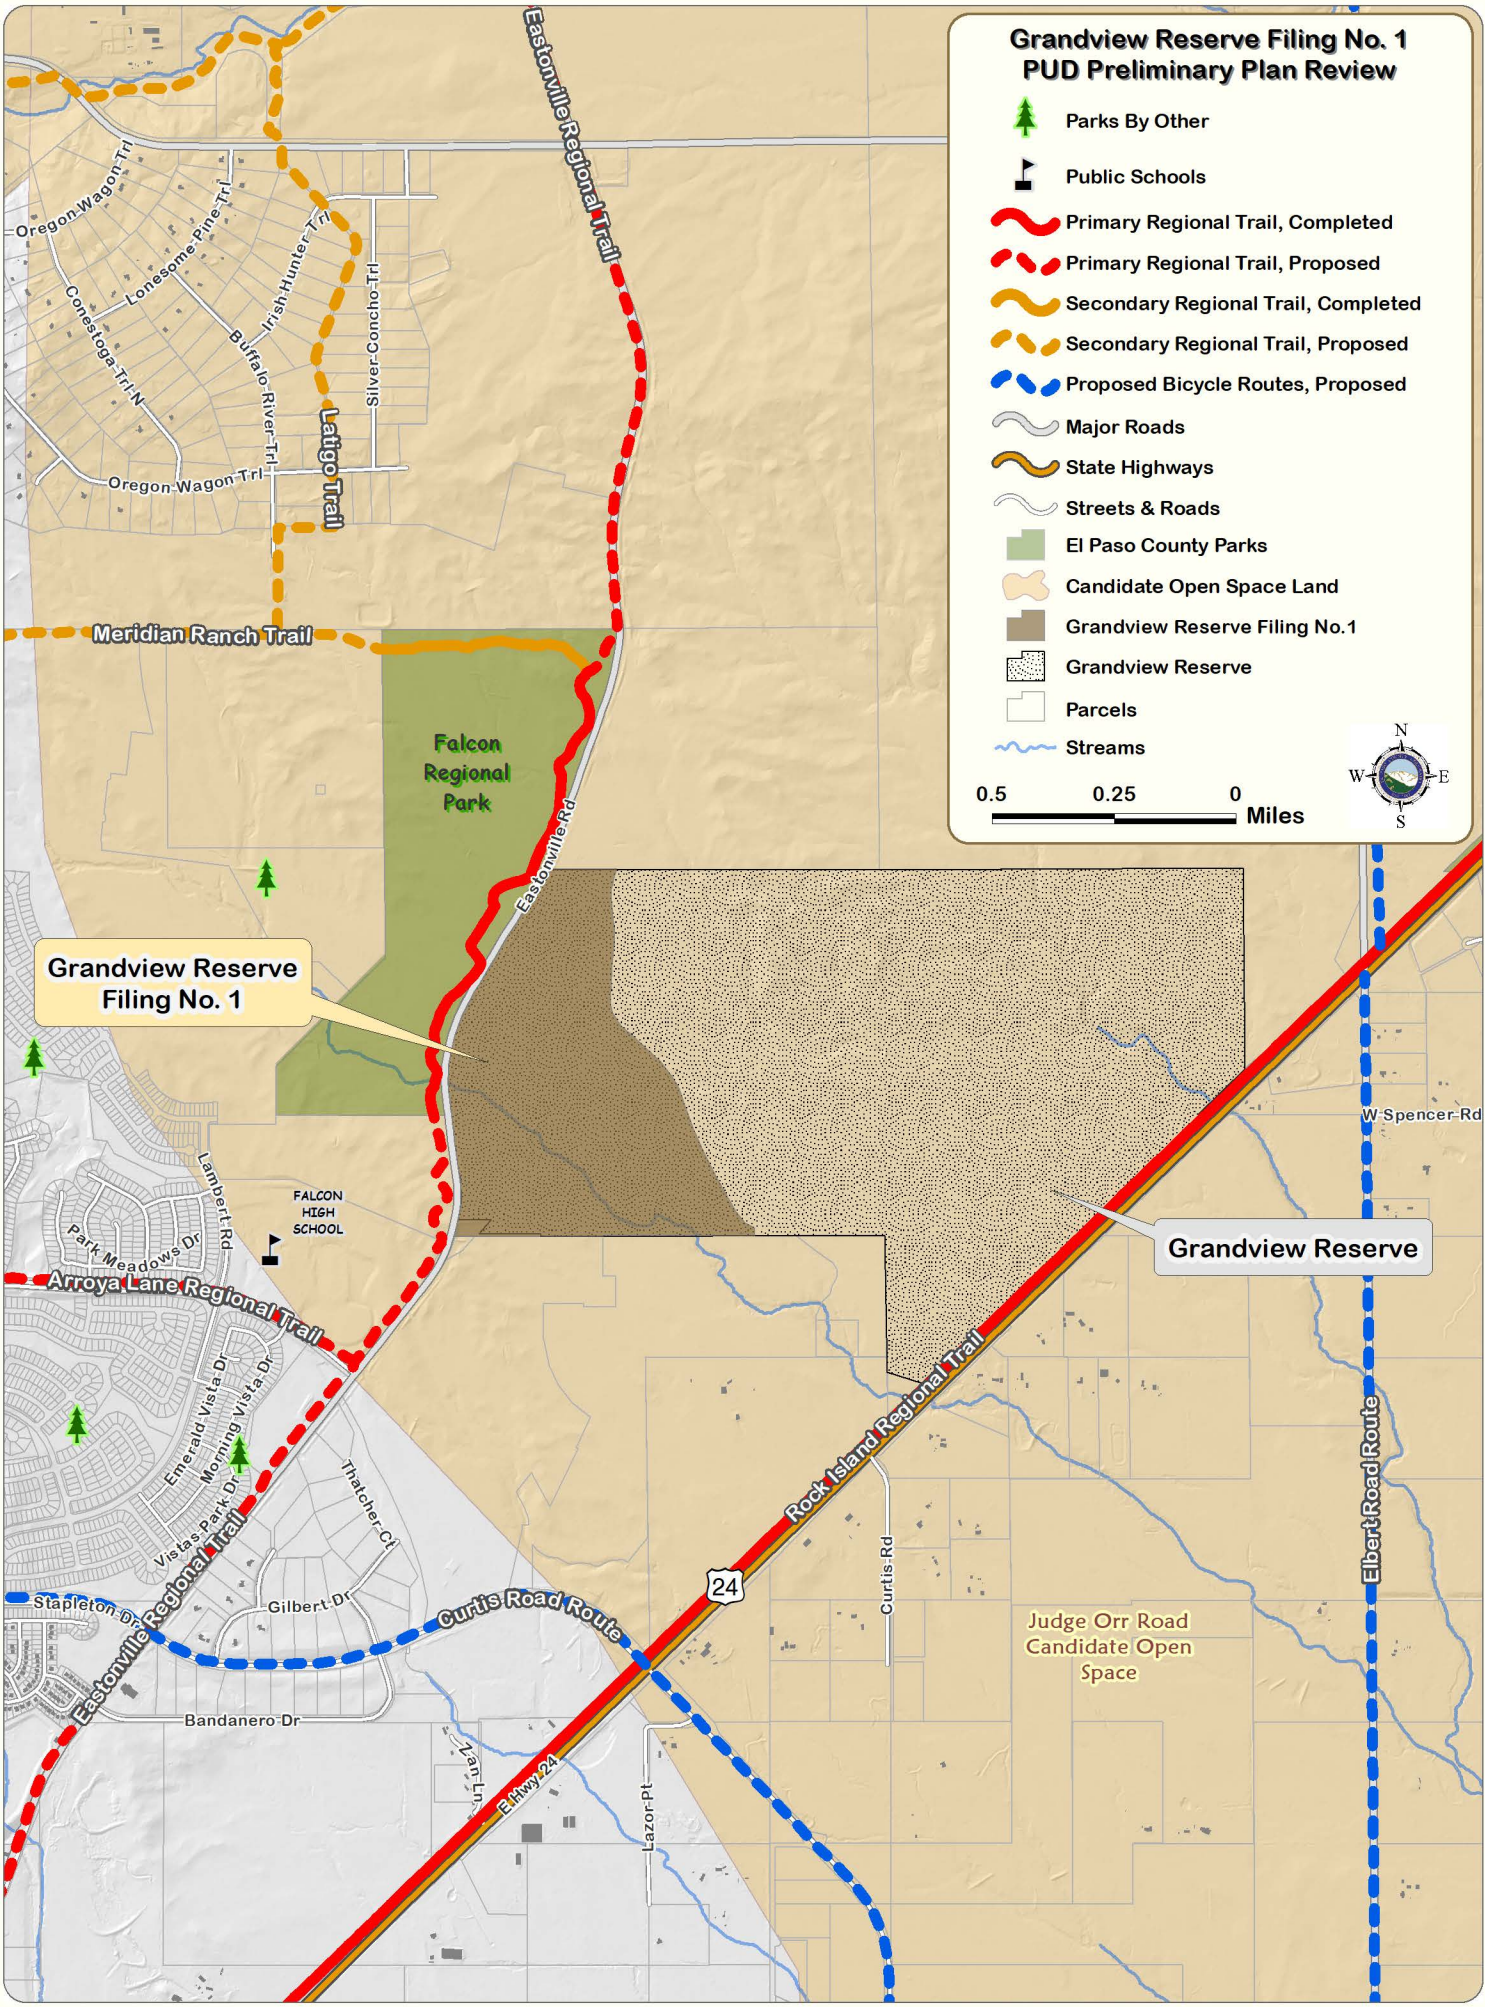 Grandview Reserve Filing No. 1
PUD Preliminary Plan Review
Parks By Other
Public Schools
Primary Regional Trail, Completed
Primary Regional Trail, Proposed
Secondary Regional Trail, Completed
Secondary Regional Trail, Proposed
Proposed Bicycle Routes, Proposed
Major Roads
State Highways
Streets & Roads
El Paso County Parks
Candidate Open Space Land
Grandview Reserve Filing No.1
Grandview Reserve
Parcels
Streams
N
W
E
S
0.5
0.25
0
Miles
Eastonville Regional Trail
Oregon Wagon Trl
Lonesome Pine Trl
Irish Hunter Trl
Conestoga Trl N
Buffalo River Trl
Silver Concho Trl
Latigo Trail
Oregon Wagon Trl
Meridian Ranch Trail
Falcon
Regional
Park
Eastonville Rd
Grandview Reserve
Filing No. 1
W Spencer Rd
Lambert Rd
FALCON
HIGH
SCHOOL
Park Meadows Dr
Grandview Reserve
Arroya Lane Regional Trail
Emerald Vista Dr
Morning Vista Dr
Vistas Park Dr
Thatcher Ct
Rock Island Regional Trail
Elbert Road Route
Curtis Rd
24
Eastonville Regional Trail
Stapleton Dr
Gilbert Dr
Curtis Road Route
Judge Orr Road
Candidate Open
Space
Bandanero Dr
Zan Ln
E Hwy 24
Lazor Pt